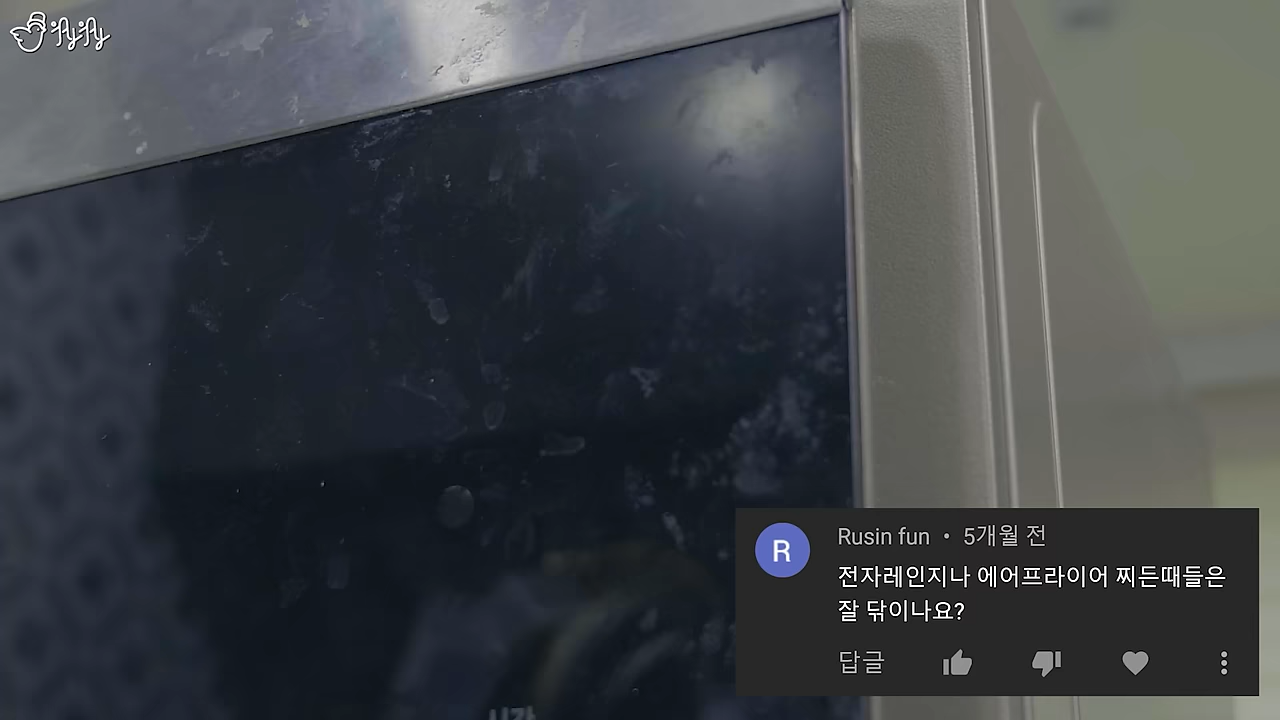 Rusin fun • 5개월 전
R
전자레인지나 에어프라이어 찌든때들은
잘 닦이나요?
답글